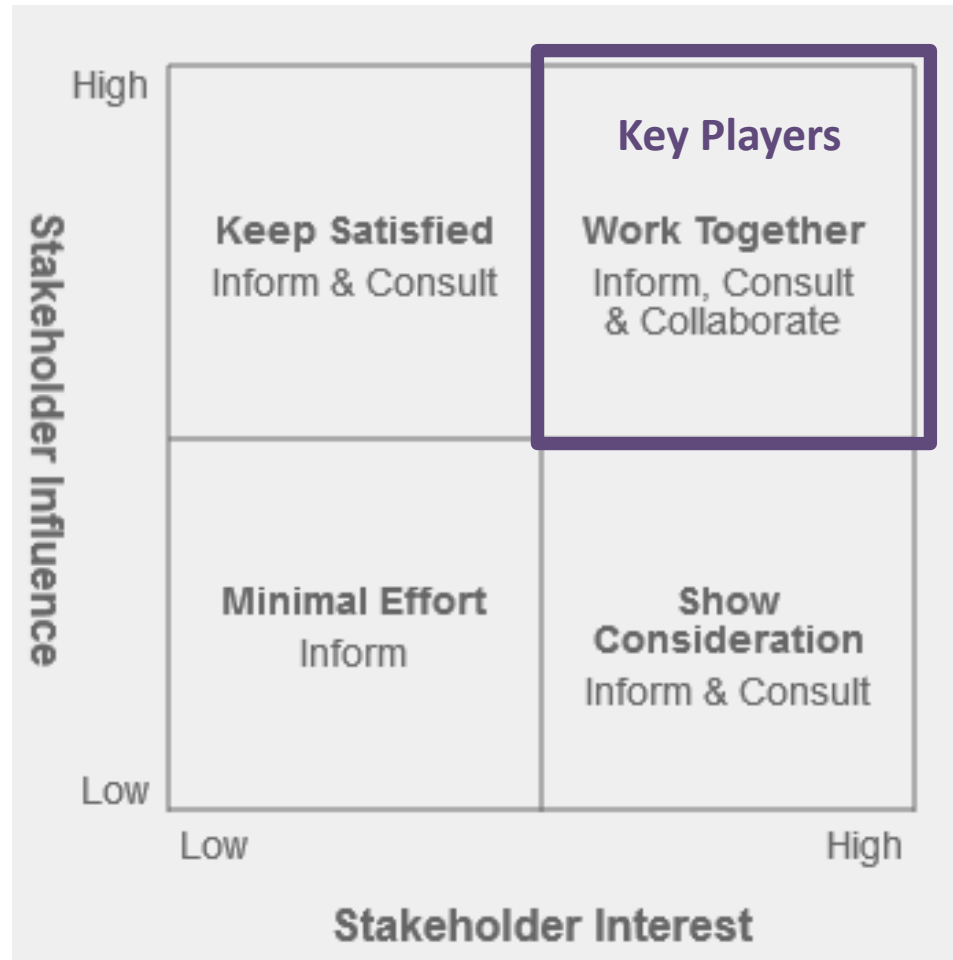 High
Key Players
Keep Satisfied
Inform & Consult
Work Together
Inform, Consult
& Collaborate
Stakeholder Influence
Minimal Effort
Inform
Show
Consideration
Inform & Consult
Low
Low
High
Stakeholder Interest